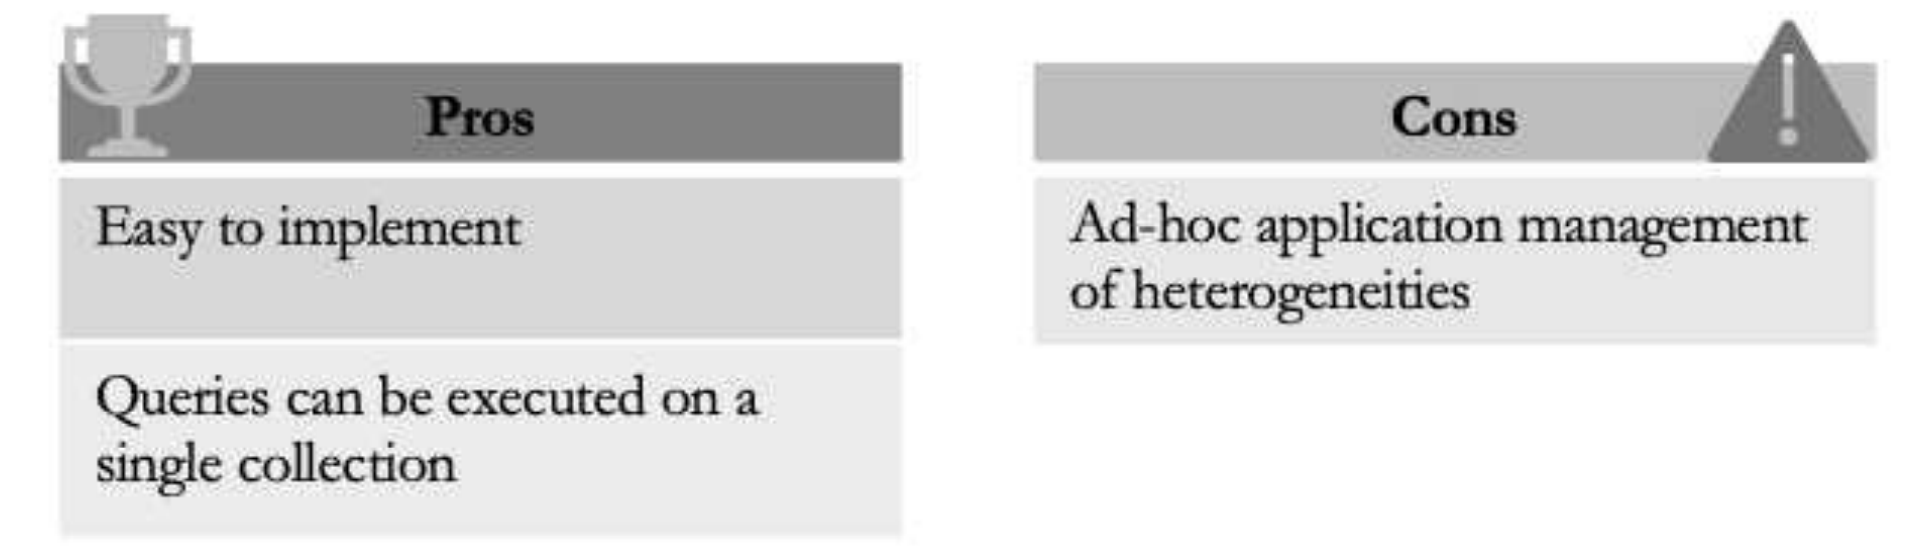 Pros
Easy to implement
Queries can be executed on a
single collection
Cons
Ad-hoc application management
of heterogeneities